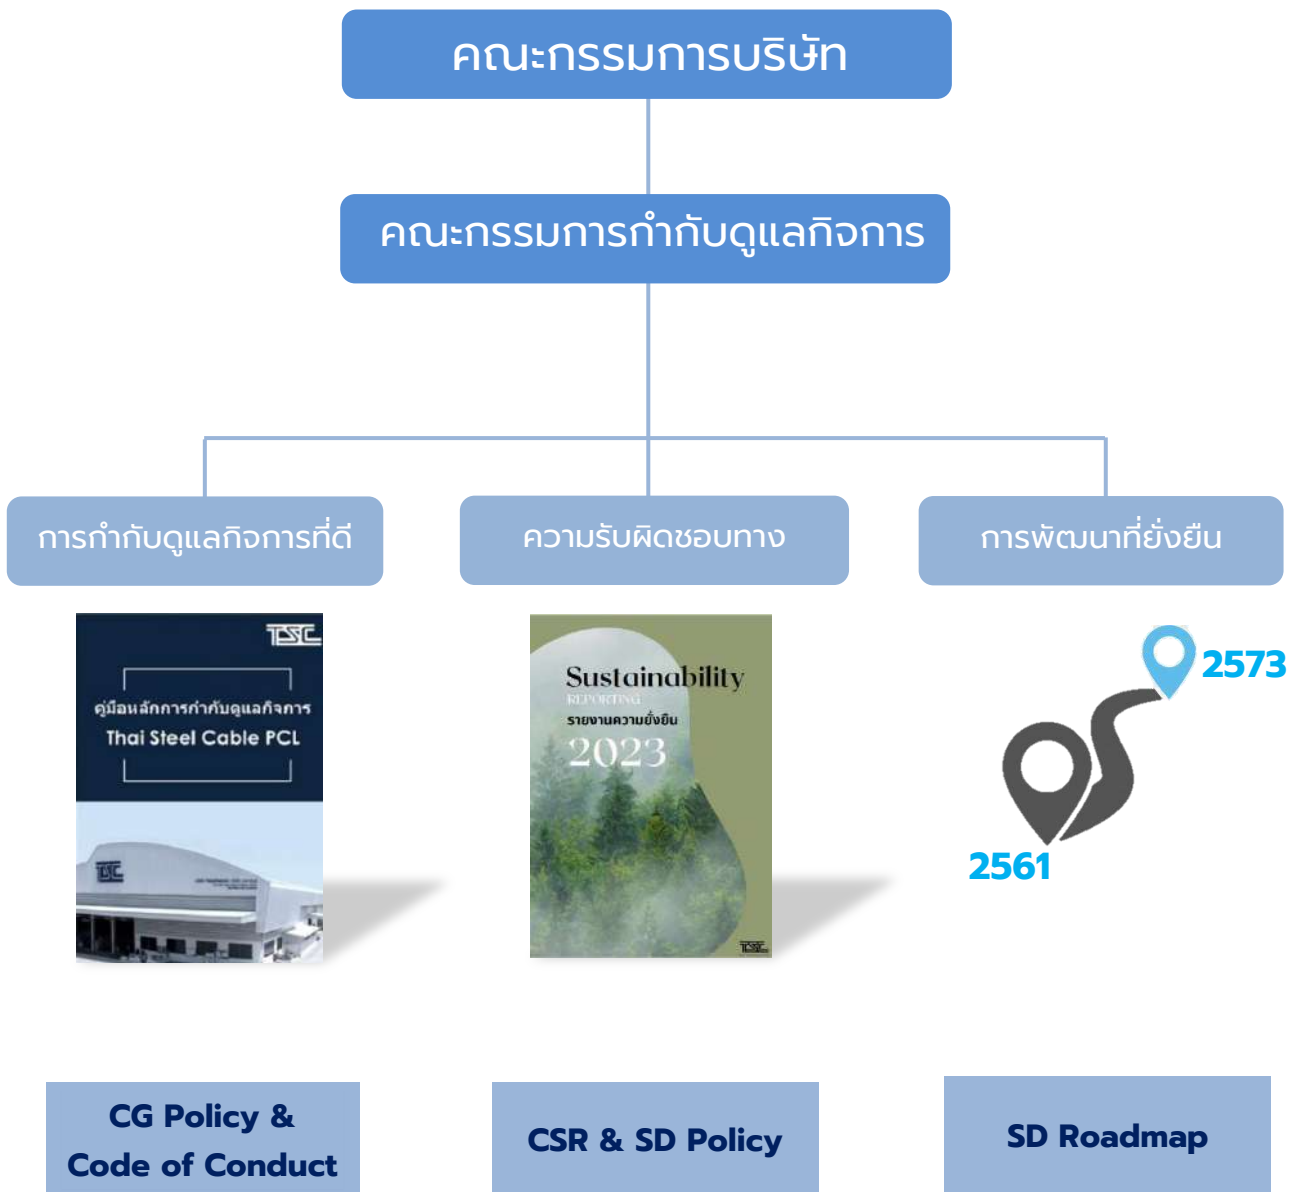 คณะกรรมการบริษัท
คณะกรรมการกำกับดูแลกิจการ
การกำกับดูแลกิจการที่ดี
ความรับผิดชอบทาง
การพัฒนาที่ยั่งยืน
TSC
คู่มือหลักการกำกับดูแลกิจการ
Thai Steel Cable PCL
TSC
Sustainability
REPORTING
รายงานความยั่งยืน
2023
TSC
2573
2561
CG Policy &
Code of Conduct
CSR & SD Policy
SD Roadmap